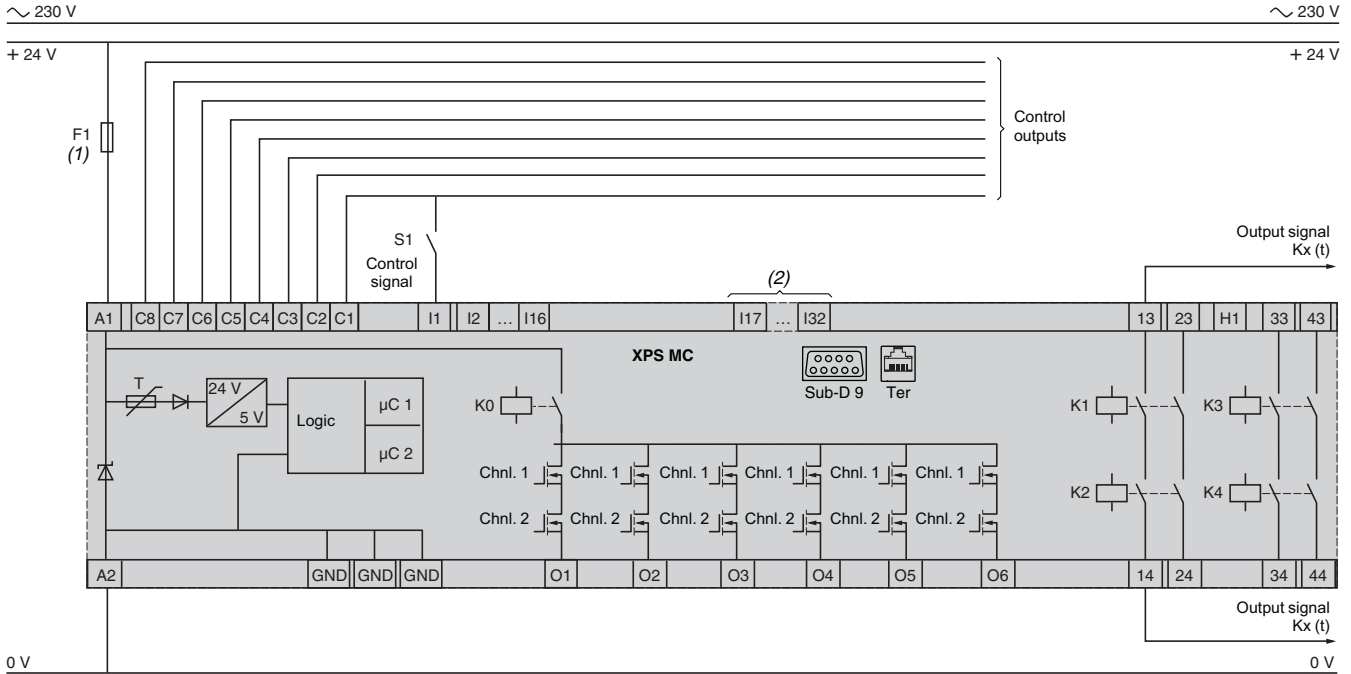 230 V 230 V
+ 24 V + 24 V
Control
outputs
F1
(1)
S1
Control
signal
Output signal
Kx (t)
(2)
A1 C8 C7 C6 C5 C4 C3 C2 C1 I1 I2 ... I16 I17 ... I32 13 23 H1 33 43
XPS MC
Sub-D 9 Ter
T
24 V
5 V
Logic
µC 1
µC 2
K0
K1 K3
Chnl. 1 Chnl. 1 Chnl. 1 Chnl. 1 Chnl. 1 Chnl. 1
K2 K4
Chnl. 2 Chnl. 2 Chnl. 2 Chnl. 2 Chnl. 2 Chnl. 2
A2 GND GND GND O1 O2 O3 O4 O5 O6 14 24 34 44
Output signal
Kx (t)
0 V 0 V